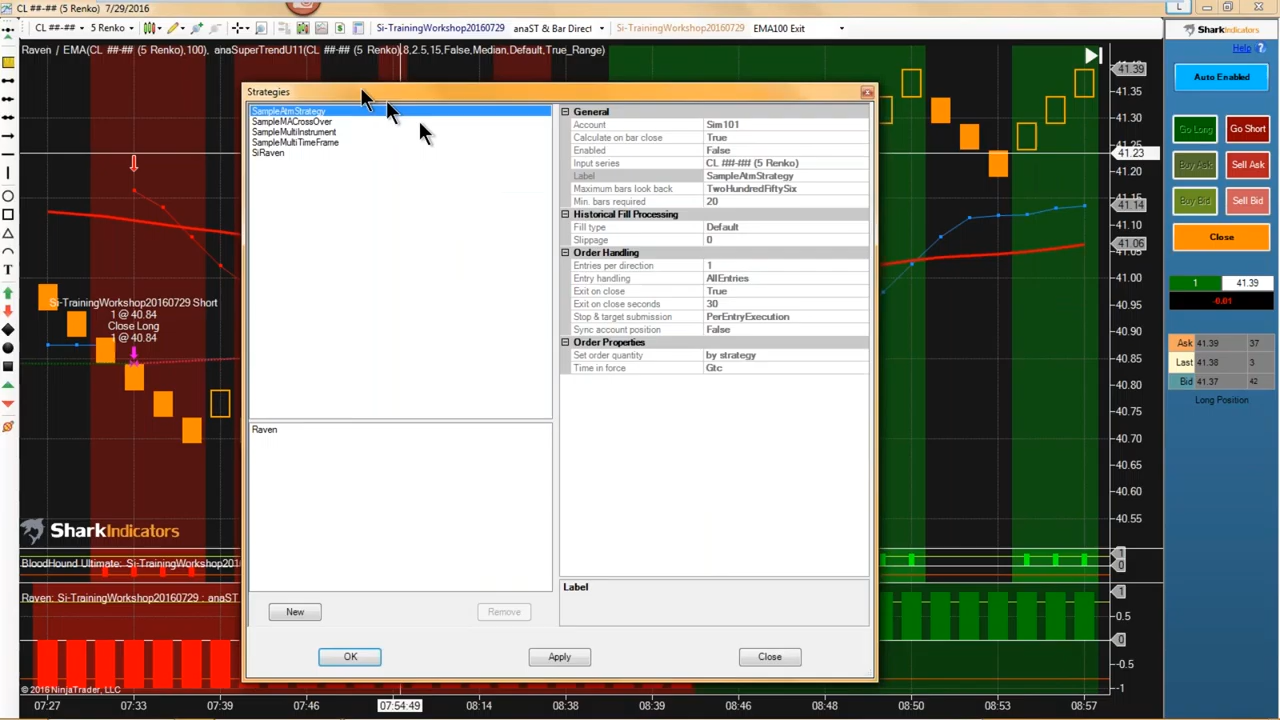 CL ##-## (5 Renko)  7/29/2016
CL ##-##  5 Renko  Si-TrainingWorkshop20160729  anaST & Bar Direct  Si-TrainingWorkshop20160729  EMA100 Exit
Raven / EMA(CL ##-## (5 Renko),100), anaSuperTrendU11(CL ##-## (5 Renko),8,2.5,15,False,Median,Default,True_Range)
Strategies
SampleAtmStrategy
SampleMACrossOver
SampleMultiInstrument
SampleMultiTimeFrame
SiRaven
Raven
New
Remove
General
Account Sim101
Calculate on bar close True
Enabled False
Input series CL ##-## (5 Renko)
Label SampleAtmStrategy
Maximum bars look back TwoHundredFiftySix
Min. bars required 20
Historical Fill Processing
Fill type Default
Slippage 0
Order Handling
Entries per direction 1
Entry handling AllEntries
Exit on close True
Exit on close seconds 30
Stop & target submission PerEntryExecution
Sync account position False
Order Properties
Set order quantity by strategy
Time in force Gtc
Label
OK
Apply
Close
Si-TrainingWorkshop20160729 Short
1 @ 40.84
Close Long
1 @ 40.84
SharkIndicators
BloodHound Ultimate: Si-TrainingWorkshop201
Raven: Si-TrainingWorkshop20160729 : anaST
© 2016 NinjaTrader, LLC
07:27 07:33 07:39 07:46 07:54:49 08:14 08:38 08:46 08:48 08:50 08:53 08:57
41.39
41.35
41.30
41.23
41.20
41.15
41.14
41.10
41.06
41.00
40.95
40.90
40.85
40.80
40.75
40.70
40.65
40.60
40.55
1
0
1
0.5
0
-0.5
-1
L
SharkIndicators
Help
Auto Enabled
Go Long
Go Short
Buy Ask
Sell Ask
Buy Bid
Sell Bid
Close
1 41.39
-0.01
Ask 41.39 37
Last 41.38 3
Bid 41.37 42
Long Position
T